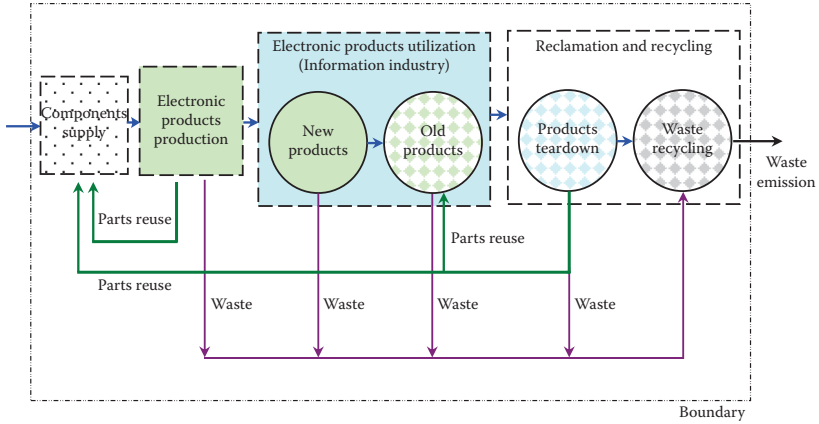 Electronic products utilization
(Information industry)
Reclamation and recycling
Components
supply
Electronic
products
production
New
products
Old
products
Products
teardown
Waste
recycling
Waste
emission
Parts reuse
Parts reuse
Parts reuse
Waste
Waste
Waste
Waste
Boundary